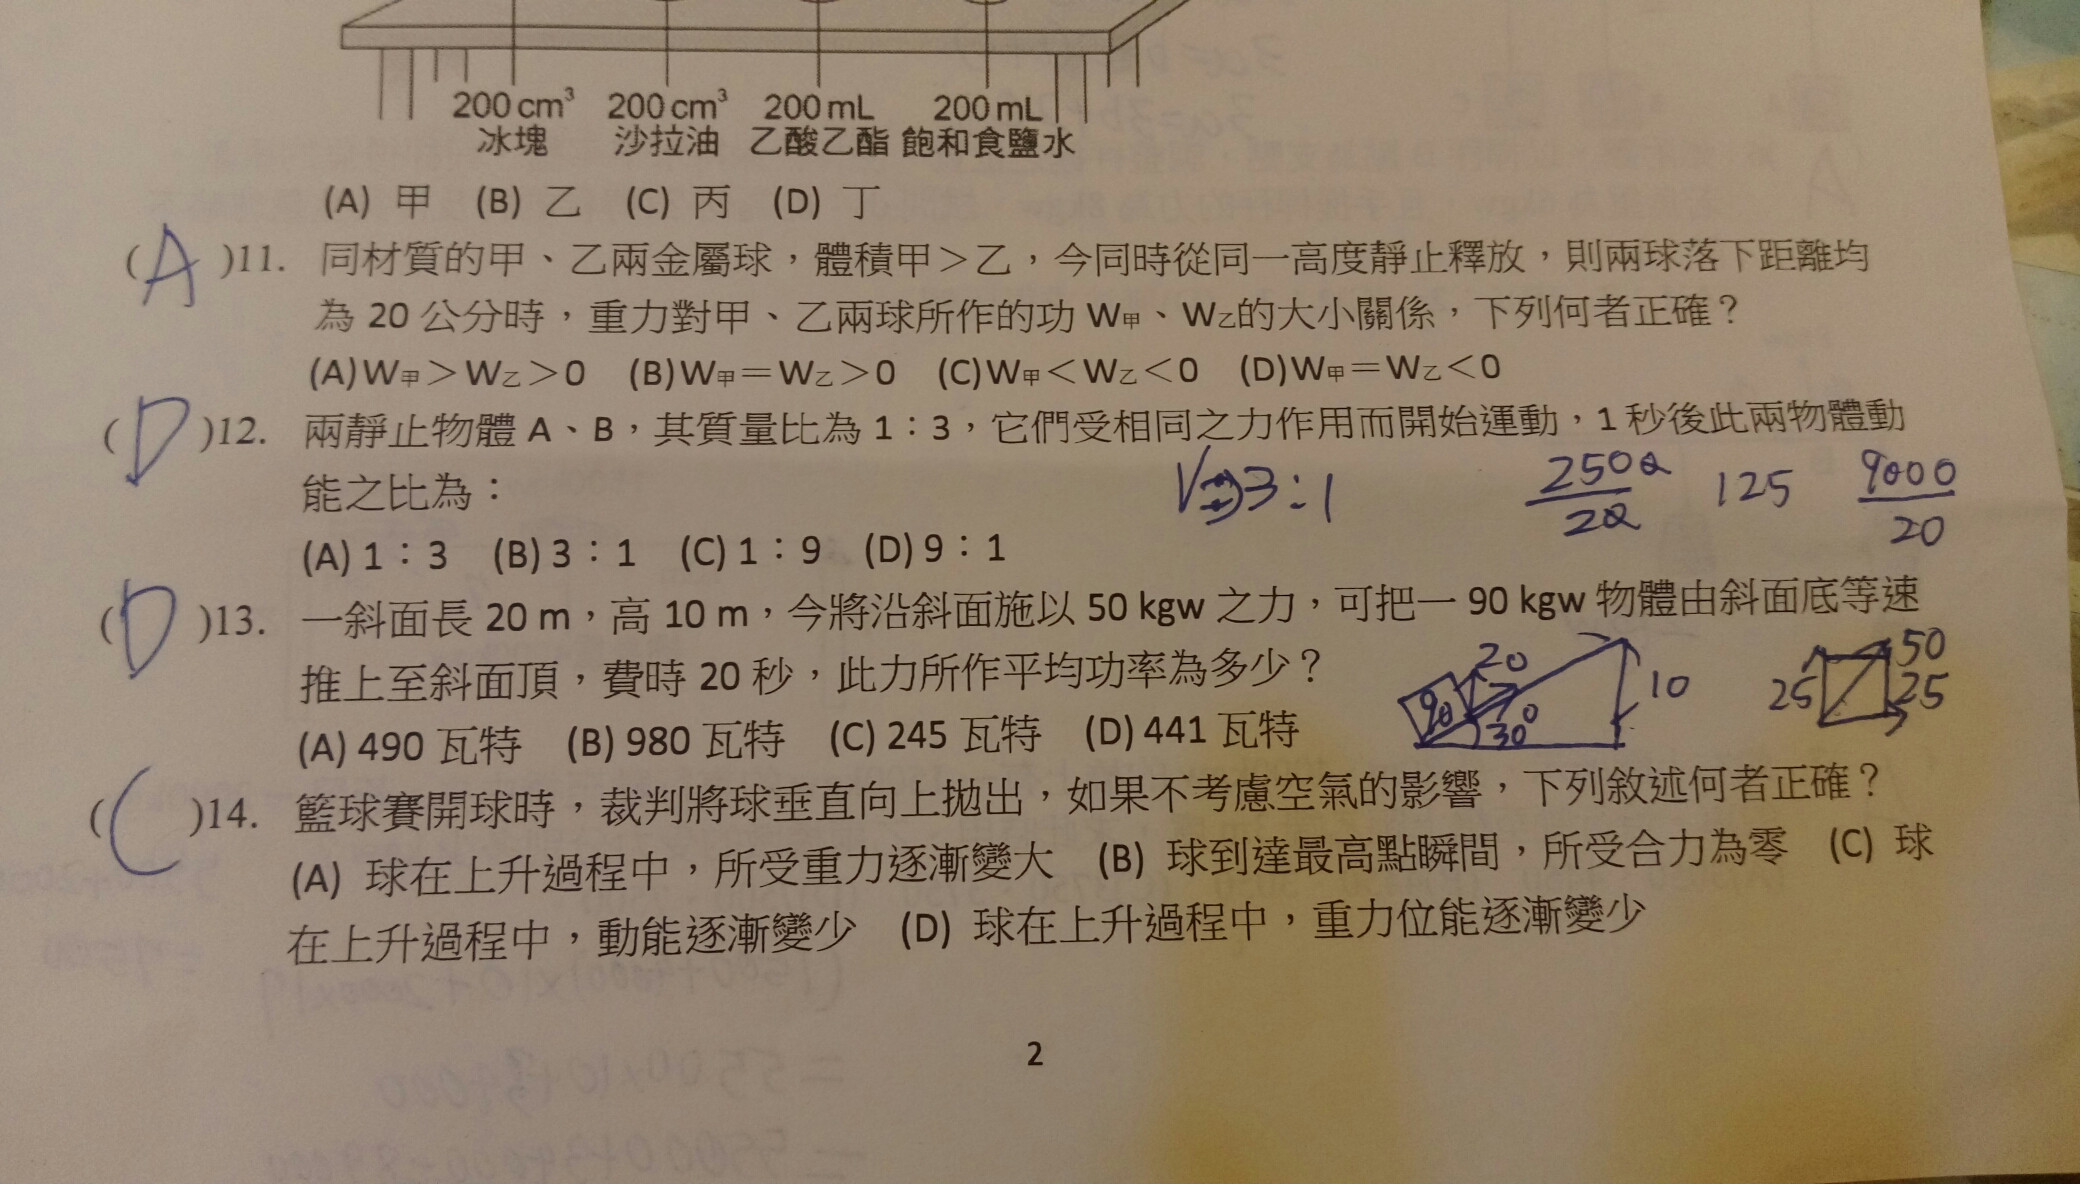 200 cm³ 200 cm³ 200 mL 200 mL
冰塊 沙拉油 乙酸乙酯 飽和食鹽水
(A) 甲 (B) 乙 (C) 丙 (D) 丁
(A)11. 同材質的甲、乙兩金屬球，體積甲＞乙，今同時從同一高度靜止釋放，則兩球落下距離均
為 20 公分時，重力對甲、乙兩球所作的功 W甲、W乙的大小關係，下列何者正確？
(A)W甲＞W乙＞0 (B)W甲＝W乙＞0 (C)W甲＜W乙＜0 (D)W甲＝W乙＜0
(D)12. 兩靜止物體 A、B，其質量比為 1：3，它們受相同之力作用而開始運動，1 秒後此兩物體動
能之比為：
V 3:1 125 9000
20
(A) 1：3 (B) 3：1 (C) 1：9 (D) 9：1
(D)13. 一斜面長 20 m，高 10 m，今將沿斜面施以 50 kgw 之力，可把一 90 kgw 物體由斜面底等速
推上至斜面頂，費時 20 秒，此力所作平均功率為多少？
20 10 90 30° 50 25 25
(A) 490 瓦特 (B) 980 瓦特 (C) 245 瓦特 (D) 441 瓦特
(C)14. 籃球賽開球時，裁判將球垂直向上拋出，如果不考慮空氣的影響，下列敘述何者正確？
(A) 球在上升過程中，所受重力逐漸變大 (B) 球到達最高點瞬間，所受合力為零 (C) 球
在上升過程中，動能逐漸變少 (D) 球在上升過程中，重力位能逐漸變少
2